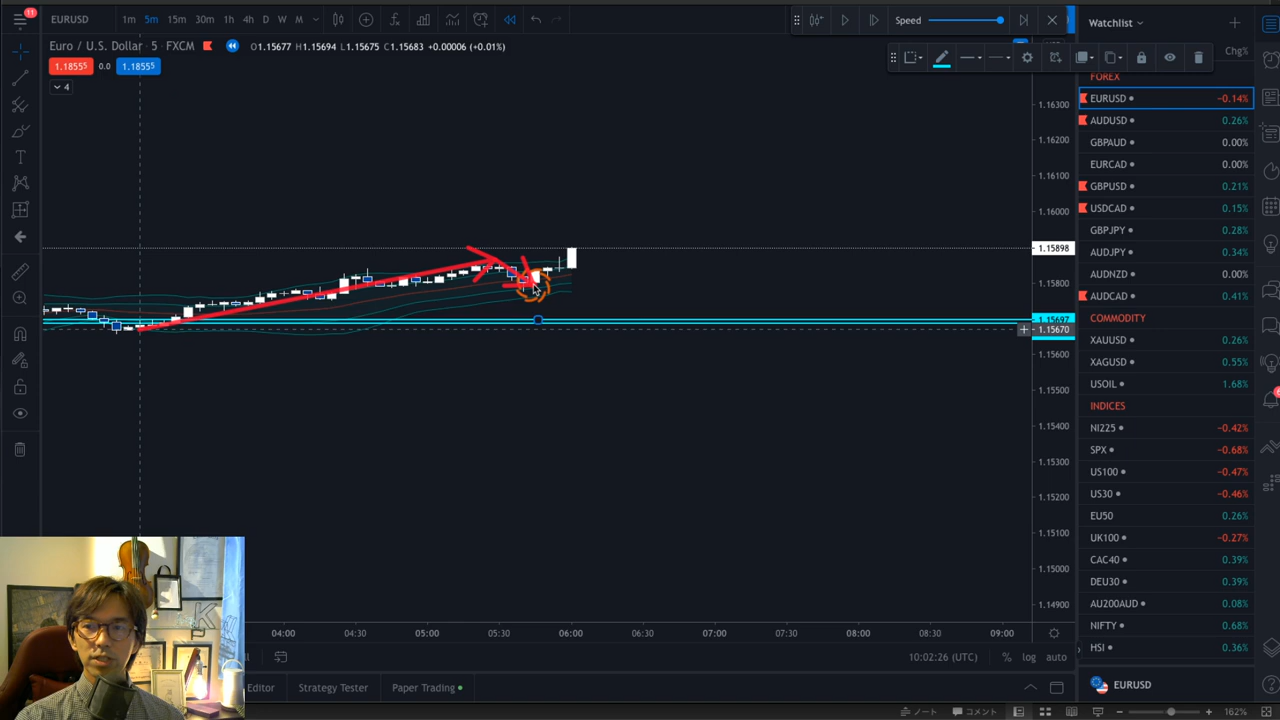 11
EURUSD
1m 5m 15m 30m 1h 4h D W M
Speed
Watchlist
Euro / U.S. Dollar · 5 · FXCM O1.15677 H1.15694 L1.15675 C1.15683 +0.00006 (+0.01%)
1.18555 0.0 1.18555
4
Chg%
FOREX
EURUSD −0.14%
AUDUSD 0.26%
GBPAUD 0.00%
EURCAD 0.00%
GBPUSD 0.21%
USDCAD 0.15%
GBPJPY 0.28%
AUDJPY 0.34%
AUDNZD 0.00%
AUDCAD 0.41%
COMMODITY
XAUUSD 0.28%
XAGUSD 0.55%
USOIL 1.68%
INDICES
NI225 −0.42%
SPX −0.68%
US100 −0.47%
US30 −0.46%
EU50 0.26%
UK100 −0.27%
CAC40 0.39%
DEU30 0.39%
AU200AUD 0.08%
NIFTY 0.68%
HSI 0.36%
EURUSD
1.16300
1.16200
1.16100
1.16000
1.15898
1.15800
1.15697
1.15670
1.15600
1.15500
1.15400
1.15300
1.15200
1.15100
1.15000
1.14900
04:00 04:30 05:00 05:30 06:00 06:30 07:00 07:30 08:00 08:30 09:00
10:02:26 (UTC) % log auto
Editor Strategy Tester Paper Trading
ノート コメント 162%